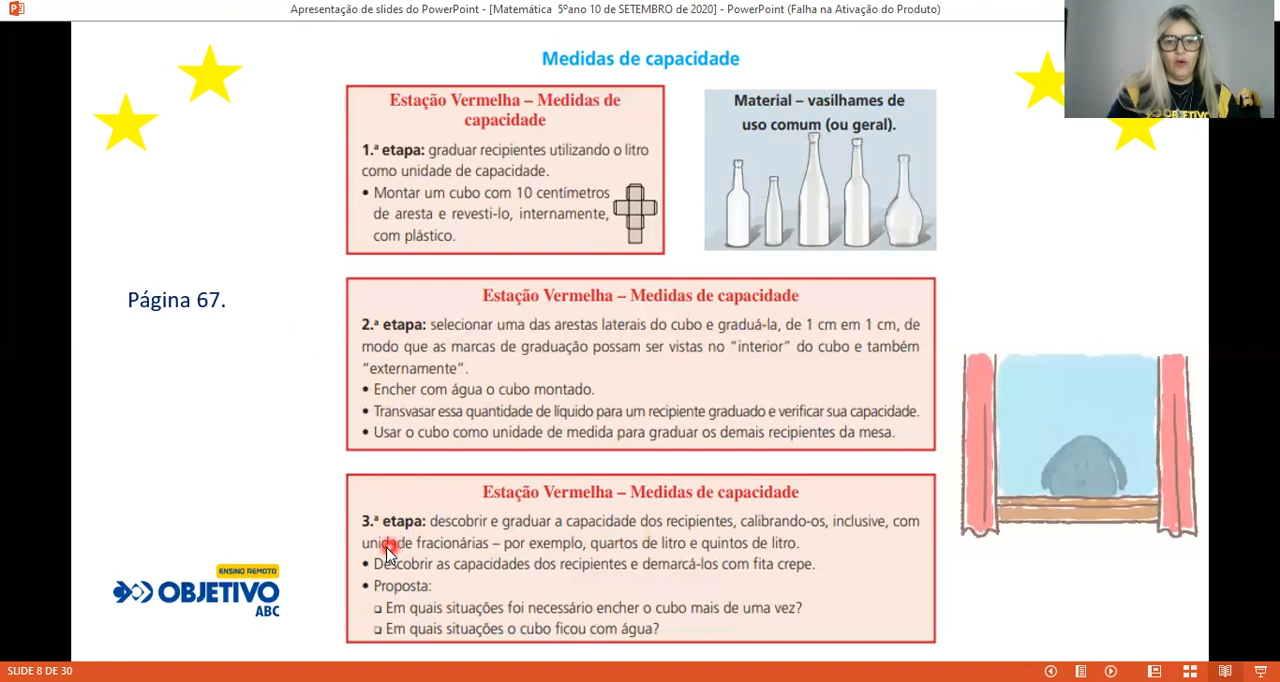 Apresentação de slides do PowerPoint - [Matemática 5ºano 10 de SETEMBRO de 2020] - PowerPoint (Falha na Ativação do Produto)
Medidas de capacidade
Estação Vermelha – Medidas de
capacidade
1.ª etapa: graduar recipientes utilizando o litro
como unidade de capacidade.
• Montar um cubo com 10 centímetros
de aresta e revesti-lo, internamente,
com plástico.
Material – vasilhames de
uso comum (ou geral).
Página 67.
Estação Vermelha – Medidas de capacidade
2.ª etapa: selecionar uma das arestas laterais do cubo e graduá-la, de 1 cm em 1 cm, de
modo que as marcas de graduação possam ser vistas no “interior” do cubo e também
“externamente”.
• Encher com água o cubo montado.
• Transvasar essa quantidade de líquido para um recipiente graduado e verificar sua capacidade.
• Usar o cubo como unidade de medida para graduar os demais recipientes da mesa.
Estação Vermelha – Medidas de capacidade
3.ª etapa: descobrir e graduar a capacidade dos recipientes, calibrando-os, inclusive, com
unidade fracionárias – por exemplo, quartos de litro e quintos de litro.
• Descobrir as capacidades dos recipientes e demarcá-los com fita crepe.
• Proposta:
❑ Em quais situações foi necessário encher o cubo mais de uma vez?
❑ Em quais situações o cubo ficou com água?
ENSINO REMOTO
OBJETIVO
ABC
OBJETIVO
SLIDE 8 DE 30